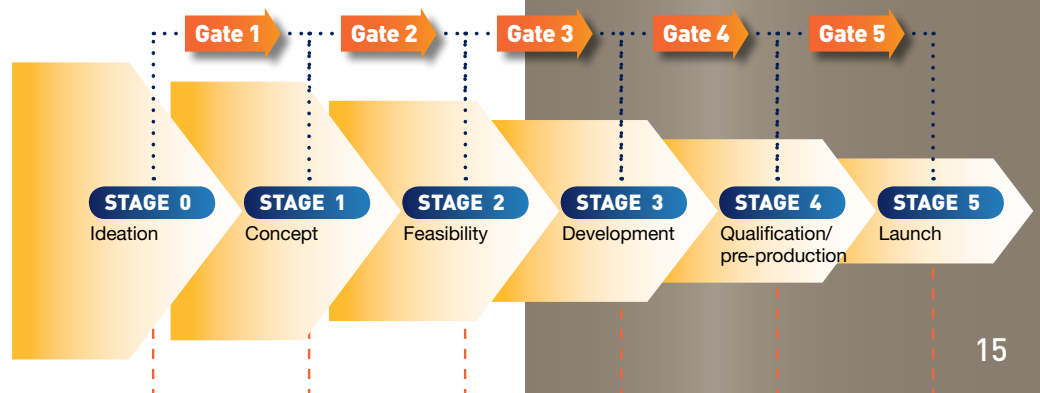 Gate 1
Gate 2
Gate 3
Gate 4
Gate 5
STAGE 0
Ideation
STAGE 1
Concept
STAGE 2
Feasibility
STAGE 3
Development
STAGE 4
Qualification/
pre-production
STAGE 5
Launch
15